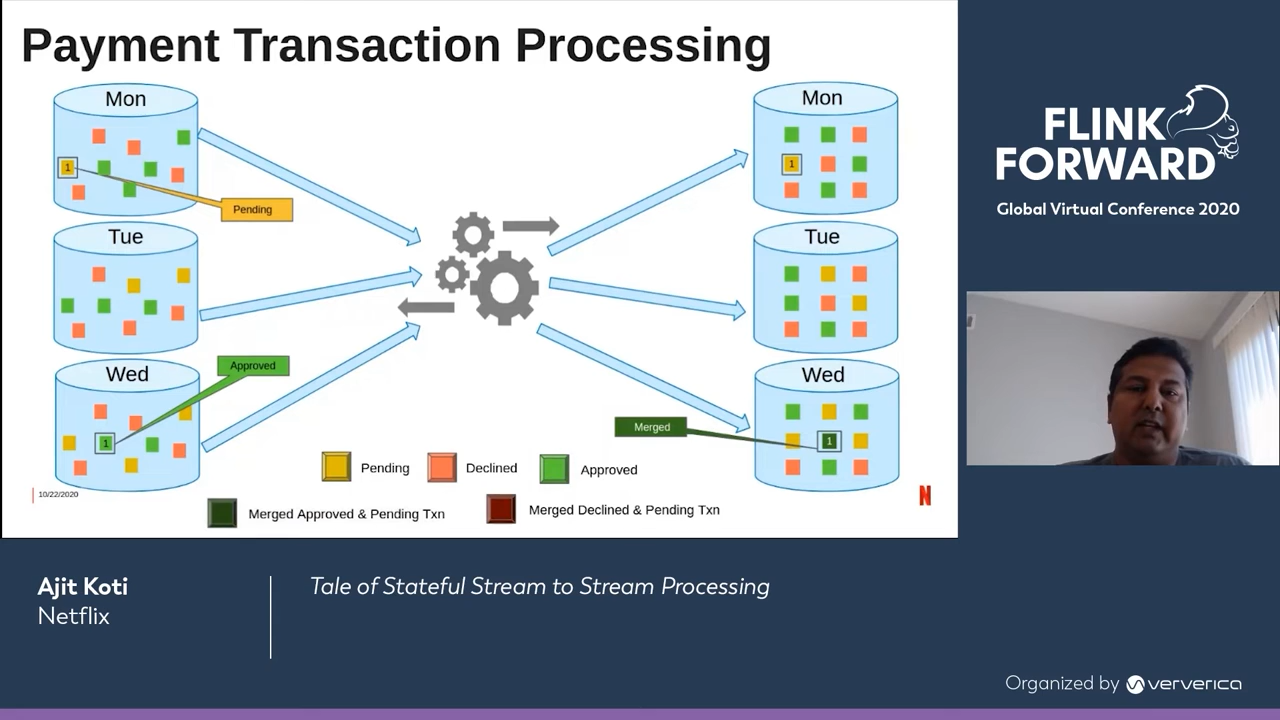 Payment Transaction Processing
Mon
1
Pending
Tue
Approved
Wed
1
Mon
1
Tue
Wed
Merged
1
Pending
Declined
Approved
Merged Approved & Pending Txn
Merged Declined & Pending Txn
10/22/2020
N
FLINK
FORWARD
Global Virtual Conference 2020
Ajit Koti
Netflix
Tale of Stateful Stream to Stream Processing
Organized by ververica